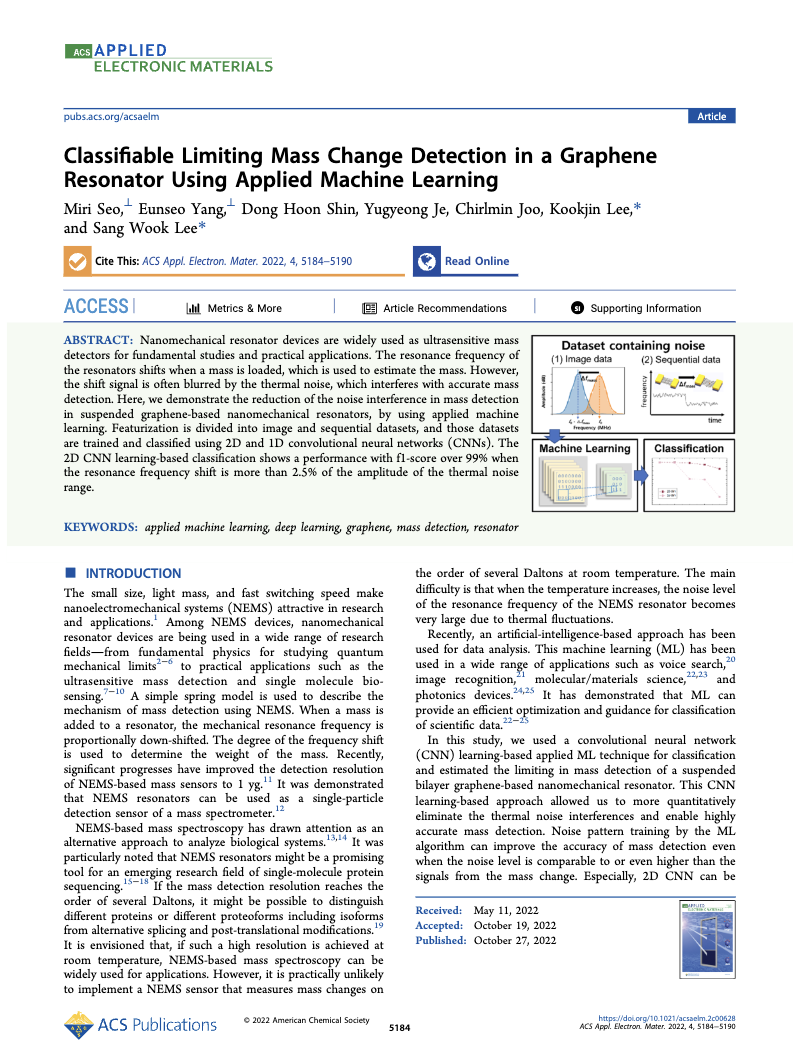 ACS APPLIED
ELECTRONIC MATERIALS
pubs.acs.org/acsaelm
Article
Classifiable Limiting Mass Change Detection in a Graphene
Resonator Using Applied Machine Learning
Miri Seo,⊥ Eunseo Yang,⊥ Dong Hoon Shin, Yugyeong Je, Chirlmin Joo, Kookjin Lee,*
and Sang Wook Lee*
Cite This: ACS Appl. Electron. Mater. 2022, 4, 5184−5190
Read Online
ACCESS
Metrics & More
Article Recommendations
SI Supporting Information
ABSTRACT: Nanomechanical resonator devices are widely used as ultrasensitive mass
detectors for fundamental studies and practical applications. The resonance frequency of
the resonators shifts when a mass is loaded, which is used to estimate the mass. However,
the shift signal is often blurred by the thermal noise, which interferes with accurate mass
detection. Here, we demonstrate the reduction of the noise interference in mass detection
in suspended graphene-based nanomechanical resonators, by using applied machine
learning. Featurization is divided into image and sequential datasets, and those datasets
are trained and classified using 2D and 1D convolutional neural networks (CNNs). The
2D CNN learning-based classification shows a performance with f1-score over 99% when
the resonance frequency shift is more than 2.5% of the amplitude of the thermal noise
range.
Dataset containing noise
(1) Image data
(2) Sequential data
Amplitude (dB)
Frequency (MHz)
frequency
time
Machine Learning
Classification
KEYWORDS: applied machine learning, deep learning, graphene, mass detection, resonator
■ INTRODUCTION
The small size, light mass, and fast switching speed make
nanoelectromechanical systems (NEMS) attractive in research
and applications.1 Among NEMS devices, nanomechanical
resonator devices are being used in a wide range of research
fields—from fundamental physics for studying quantum
mechanical limits2−6 to practical applications such as the
ultrasensitive mass detection and single molecule bio-
sensing.7−10 A simple spring model is used to describe the
mechanism of mass detection using NEMS. When a mass is
added to a resonator, the mechanical resonance frequency is
proportionally down-shifted. The degree of the frequency shift
is used to determine the weight of the mass. Recently,
significant progresses have improved the detection resolution
of NEMS-based mass sensors to 1 yg.11 It was demonstrated
that NEMS resonators can be used as a single-particle
detection sensor of a mass spectrometer.12
NEMS-based mass spectroscopy has drawn attention as an
alternative approach to analyze biological systems.13,14 It was
particularly noted that NEMS resonators might be a promising
tool for an emerging research field of single-molecule protein
sequencing.15−18 If the mass detection resolution reaches the
order of several Daltons, it might be possible to distinguish
different proteins or different proteoforms including isoforms
from alternative splicing and post-translational modifications.19
It is envisioned that, if such a high resolution is achieved at
room temperature, NEMS-based mass spectroscopy can be
widely used for applications. However, it is practically unlikely
to implement a NEMS sensor that measures mass changes on
the order of several Daltons at room temperature. The main
difficulty is that when the temperature increases, the noise level
of the resonance frequency of the NEMS resonator becomes
very large due to thermal fluctuations.
Recently, an artificial-intelligence-based approach has been
used for data analysis. This machine learning (ML) has been
used in a wide range of applications such as voice search,20
image recognition,21 molecular/materials science,22,23 and
photonics devices.24,25 It has demonstrated that ML can
provide an efficient optimization and guidance for classification
of scientific data.22−25
In this study, we used a convolutional neural network
(CNN) learning-based applied ML technique for classification
and estimated the limiting in mass detection of a suspended
bilayer graphene-based nanomechanical resonator. This CNN
learning-based approach allowed us to more quantitatively
eliminate the thermal noise interferences and enable highly
accurate mass detection. Noise pattern training by the ML
algorithm can improve the accuracy of mass detection even
when the noise level is comparable to or even higher than the
signals from the mass change. Especially, 2D CNN can be
Received: May 11, 2022
Accepted: October 19, 2022
Published: October 27, 2022
ACS Publications
© 2022 American Chemical Society
5184
https://doi.org/10.1021/acsaelm.2c00628
ACS Appl. Electron. Mater. 2022, 4, 5184−5190